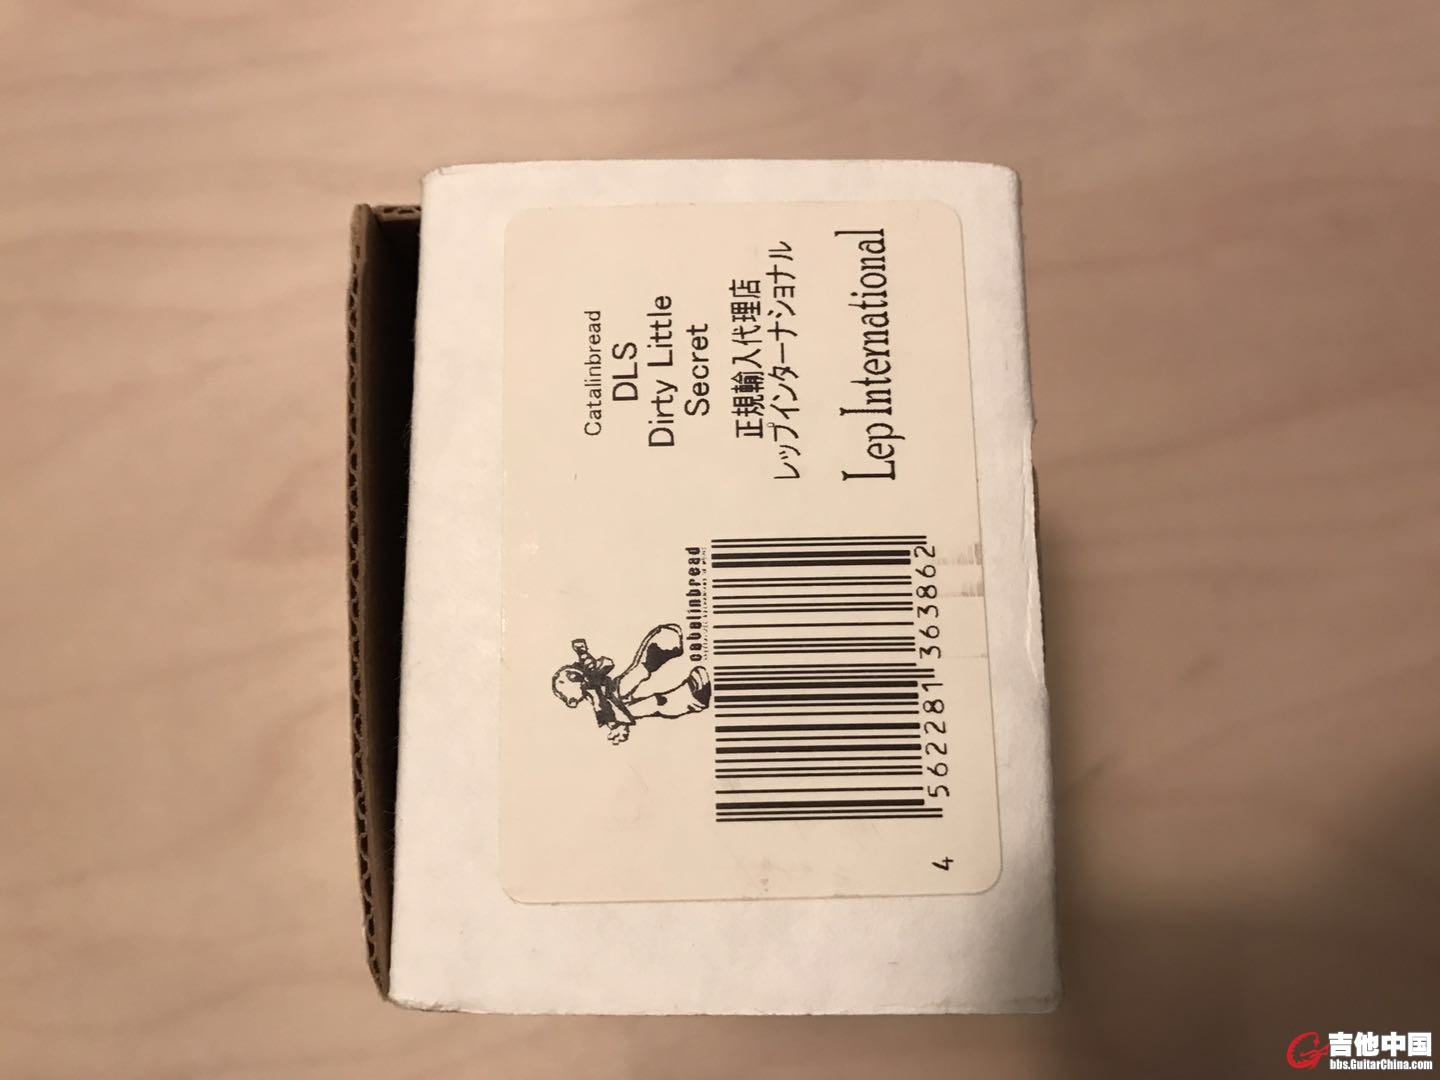 Catalinbread
DLS
Dirty Little
Secret
正規輸入代理店
レップインターナショナル
Lep International
catalinbread
4 562281 363862
吉他中国
bbs.GuitarChina.com